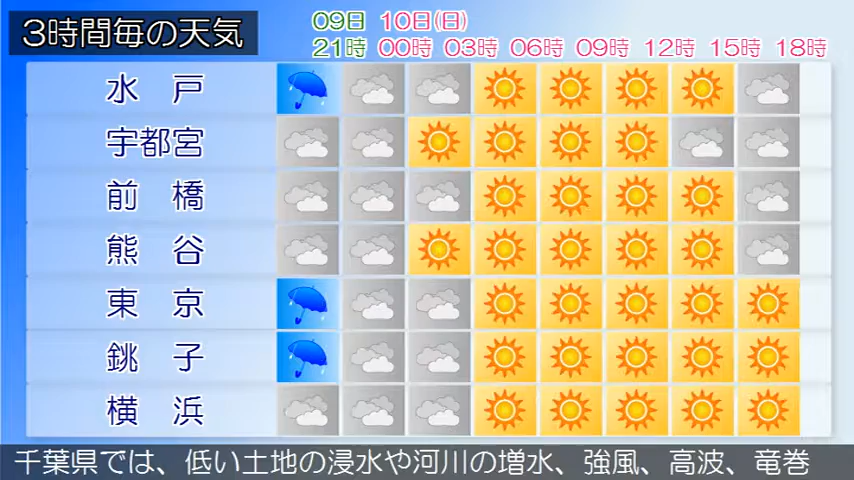 3時間毎の天気
09日 10日(日)
21時 00時 03時 06時 09時 12時 15時 18時
水戸
宇都宮
前橋
熊谷
東京
銚子
横浜
千葉県では、低い土地の浸水や河川の増水、強風、高波、竜巻